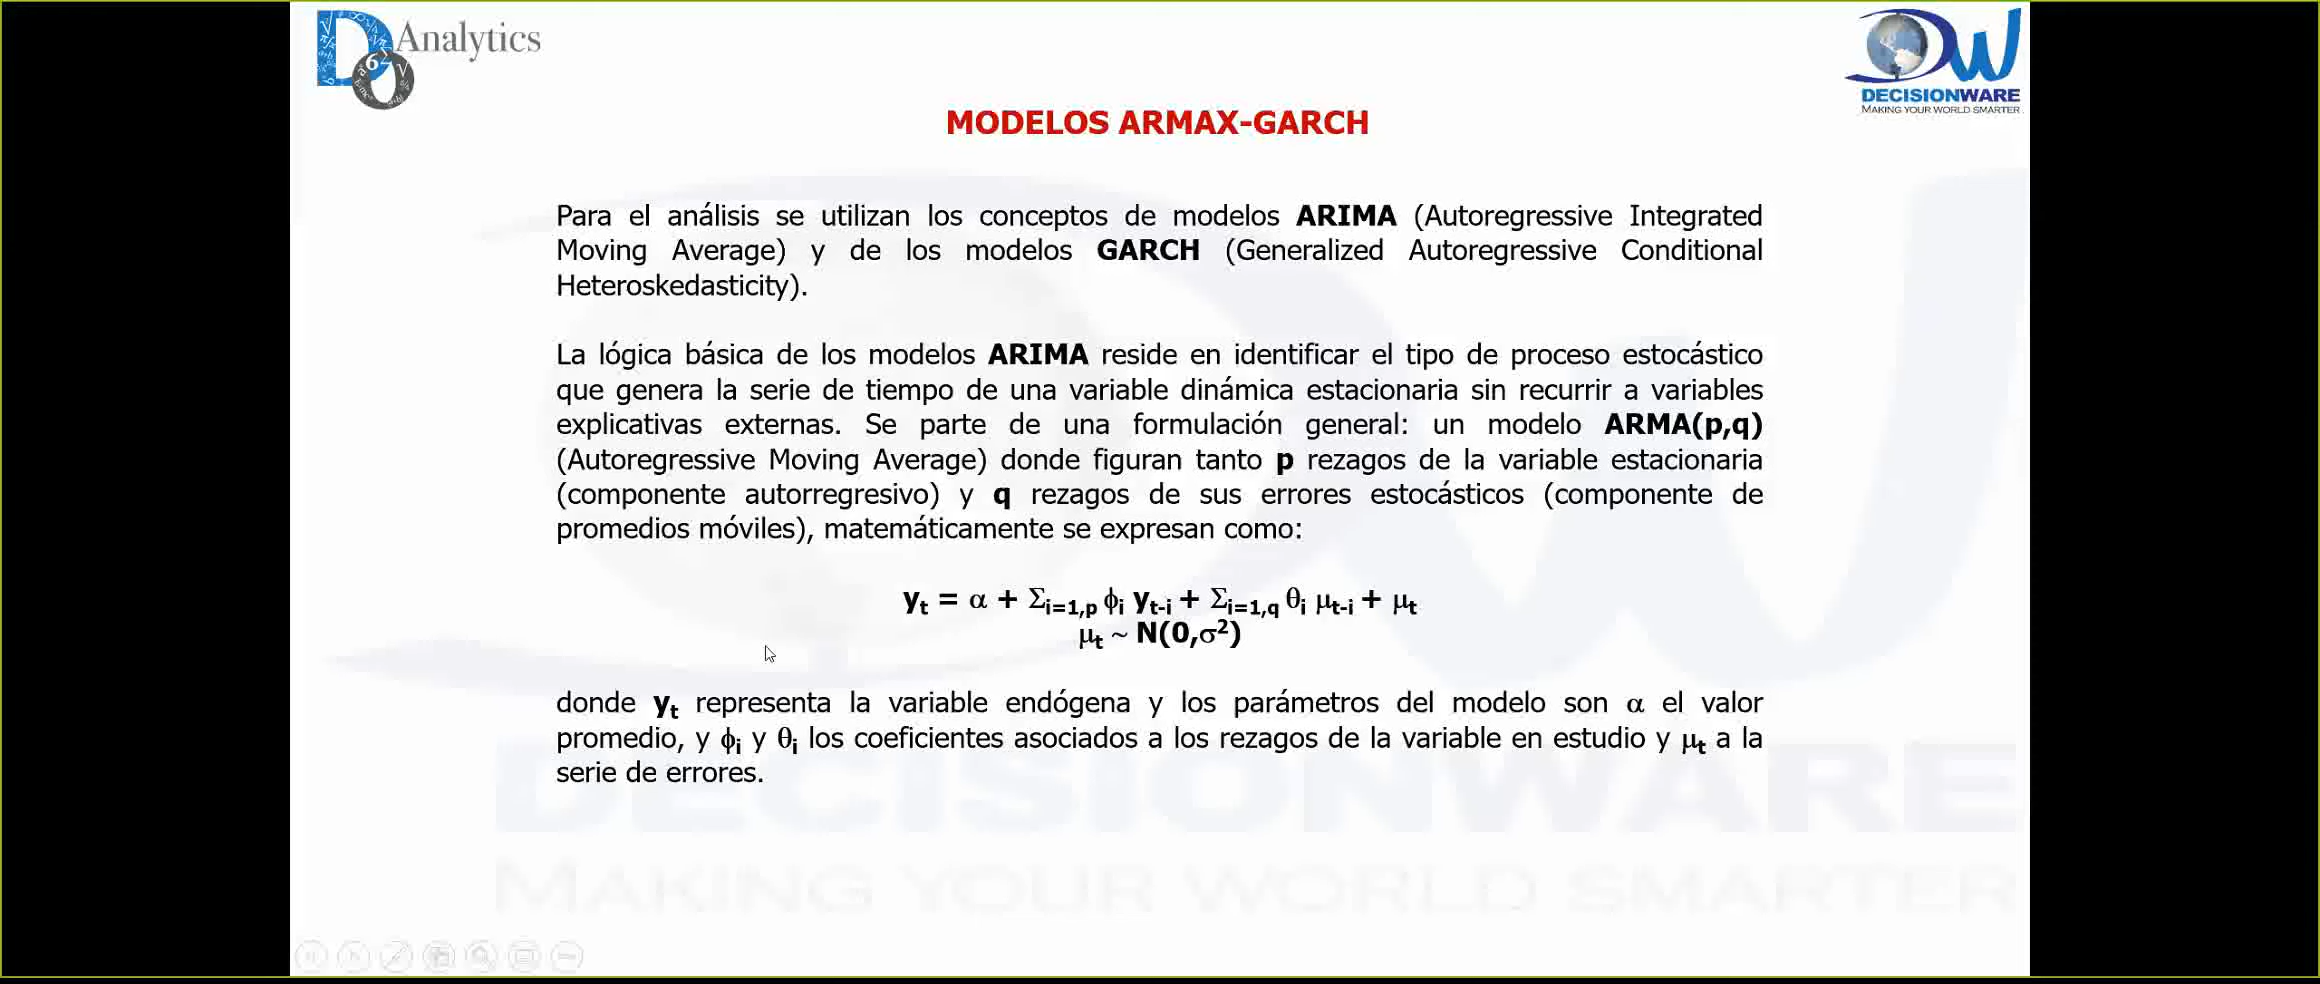 Analytics
DW
DECISIONWARE
MAKING YOUR WORLD SMARTER
MODELOS ARMAX-GARCH
Para el análisis se utilizan los conceptos de modelos ARIMA (Autoregressive Integrated
Moving Average) y de los modelos GARCH (Generalized Autoregressive Conditional
Heteroskedasticity).
La lógica básica de los modelos ARIMA reside en identificar el tipo de proceso estocástico
que genera la serie de tiempo de una variable dinámica estacionaria sin recurrir a variables
explicativas externas. Se parte de una formulación general: un modelo ARMA(p,q)
(Autoregressive Moving Average) donde figuran tanto p rezagos de la variable estacionaria
(componente autorregresivo) y q rezagos de sus errores estocásticos (componente de
promedios móviles), matemáticamente se expresan como:
yt = α + Σi=1,p ϕi yt-i + Σi=1,q θi μt-i + μt
μt ~ N(0,σ²)
donde yt representa la variable endógena y los parámetros del modelo son α el valor
promedio, y ϕi y θi los coeficientes asociados a los rezagos de la variable en estudio y μt a la
serie de errores.
DECISIONWARE
MAKING YOUR WORLD SMARTER